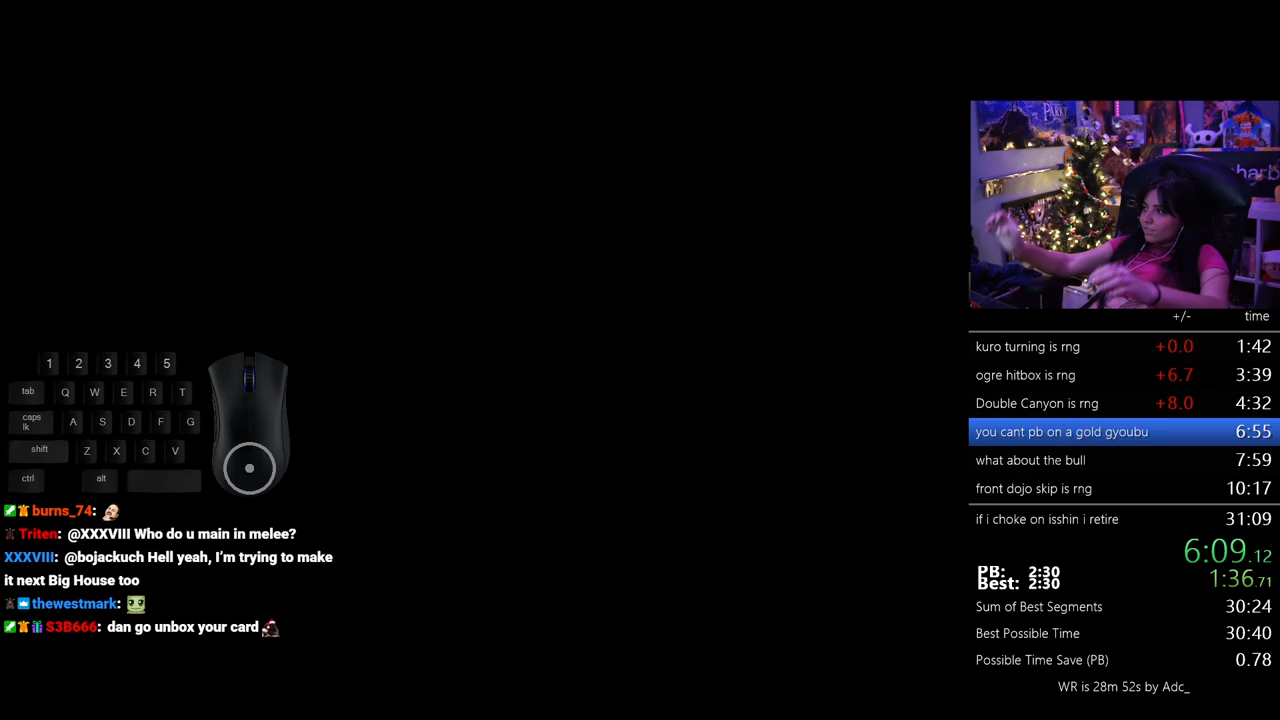 PARKY
harb
+/- time
kuro turning is rng +0.0 1:42
ogre hitbox is rng +6.7 3:39
Double Canyon is rng +8.0 4:32
you cant pb on a gold gyoubu 6:55
what about the bull 7:59
front dojo skip is rng 10:17
if i choke on isshin i retire 31:09
6:09.12
PB: 2:30
Best: 2:30
1:36.71
Sum of Best Segments 30:24
Best Possible Time 30:40
Possible Time Save (PB) 0.78
WR is 28m 52s by Adc_
1 2 3 4 5
tab Q W E R T
caps lk A S D F G
shift Z X C V
ctrl alt
burns_74:
Triten: @XXXVIII Who do u main in melee?
XXXVIII: @bojackuch Hell yeah, I'm trying to make
it next Big House too
thewestmark:
S3B666: dan go unbox your card